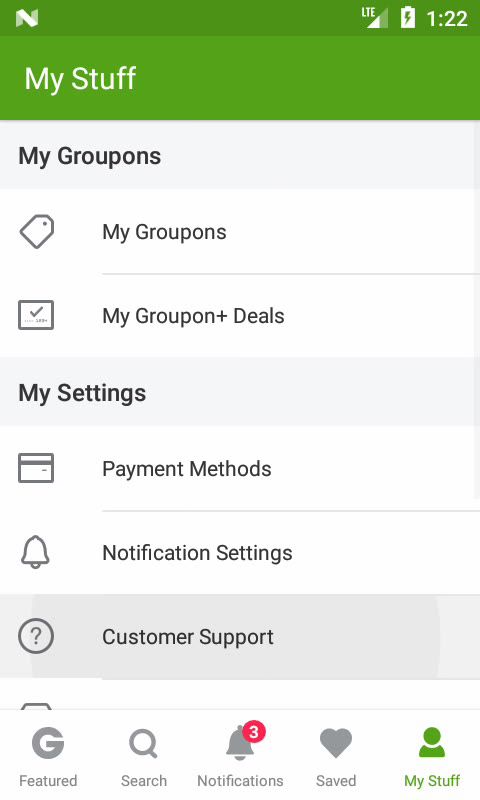 LTE 1:22
My Stuff
My Groupons
My Groupons
My Groupon+ Deals
My Settings
Payment Methods
Notification Settings
? Customer Support
3
Featured Search Notifications Saved My Stuff